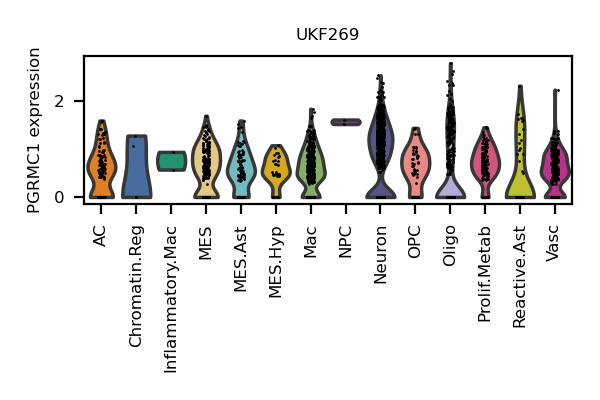 UKF269
PGRMC1 expression
2
0
AC
Chromatin.Reg
Inflammatory.Mac
MES
MES.Ast
MES.Hyp
Mac
NPC
Neuron
OPC
Oligo
Prolif.Metab
Reactive.Ast
Vasc